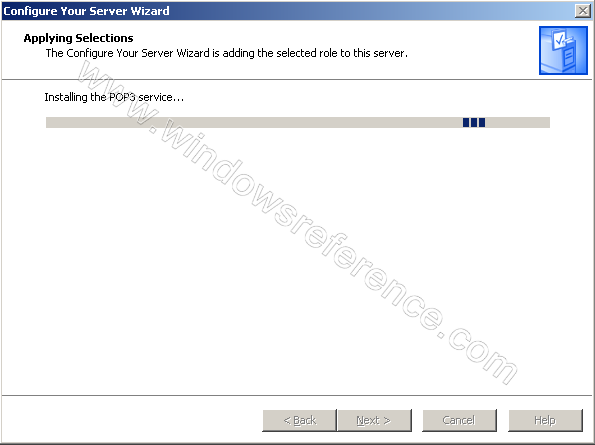 Configure Your Server Wizard
Applying Selections
The Configure Your Server Wizard is adding the selected role to this server.
Installing the POP3 service...
www.windowsreference.com
< Back
Next >
Cancel
Help